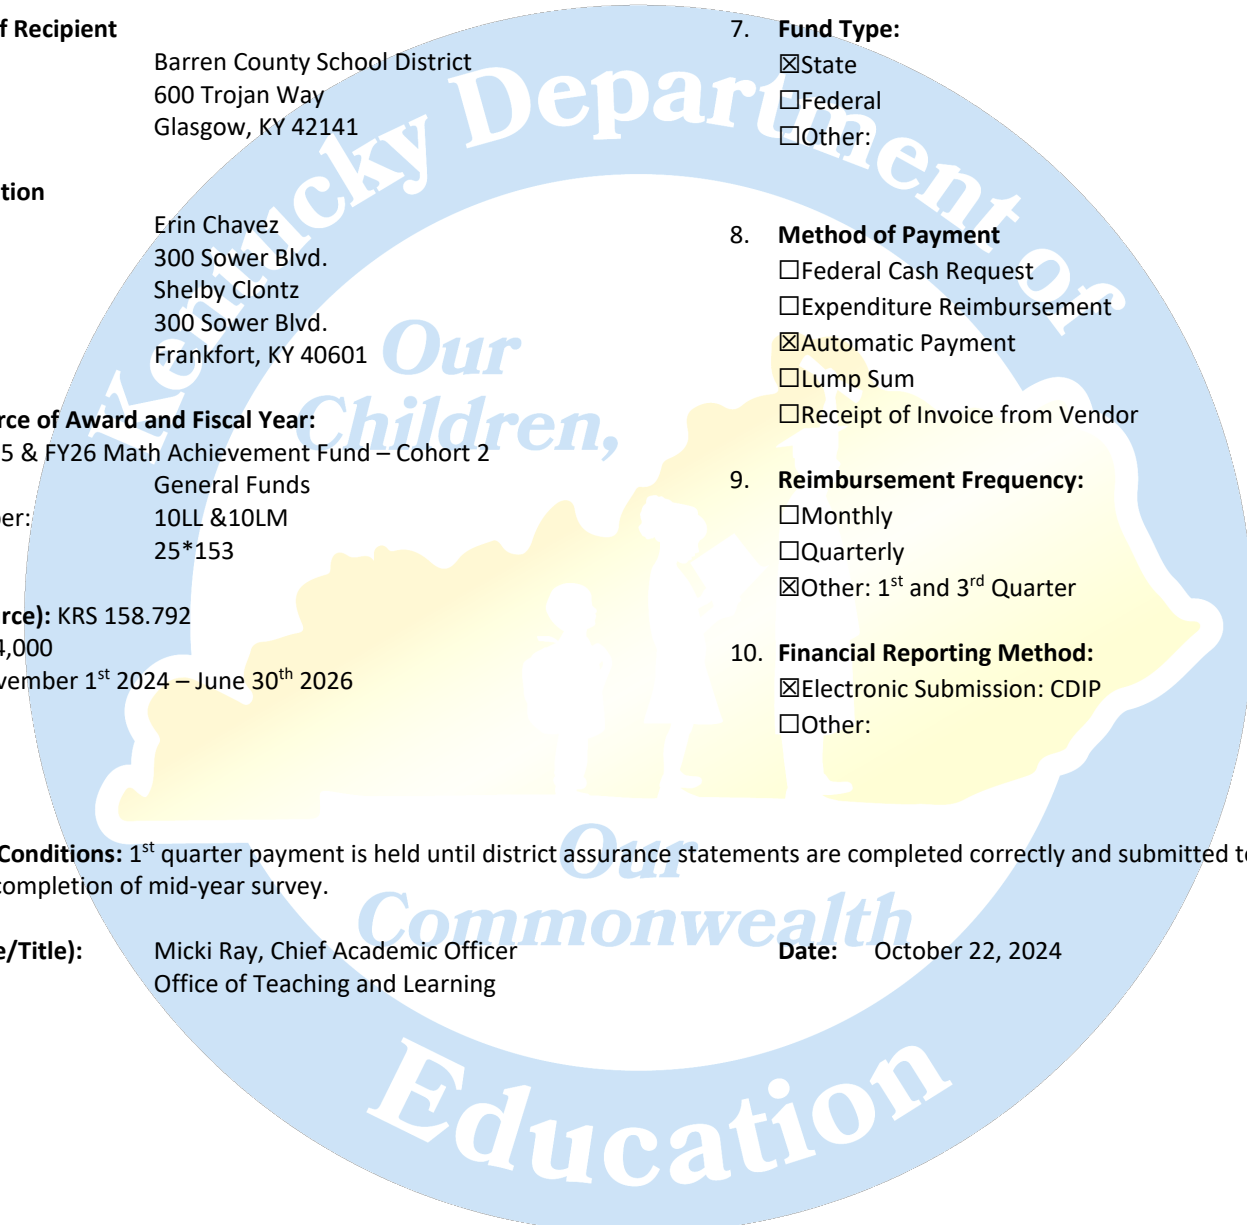 f Recipient
Barren County School District
600 Trojan Way
Glasgow, KY 42141
tion
Erin Chavez
300 Sower Blvd.
Shelby Clontz
300 Sower Blvd.
Frankfort, KY 40601
rce of Award and Fiscal Year:
5 & FY26 Math Achievement Fund – Cohort 2
General Funds
er: 10LL &10LM
25*153
rce): KRS 158.792
4,000
vember 1st 2024 – June 30th 2026
7. Fund Type:
☒State
☐Federal
☐Other:
8. Method of Payment
☐Federal Cash Request
☐Expenditure Reimbursement
☒Automatic Payment
☐Lump Sum
☐Receipt of Invoice from Vendor
9. Reimbursement Frequency:
☐Monthly
☐Quarterly
☒Other: 1st and 3rd Quarter
10. Financial Reporting Method:
☒Electronic Submission: CDIP
☐Other:
Conditions: 1st quarter payment is held until district assurance statements are completed correctly and submitted to
completion of mid-year survey.
e/Title): Micki Ray, Chief Academic Officer Date: October 22, 2024
Office of Teaching and Learning
Kentucky Department of
Education
Our
Children,
Our
Commonwealth